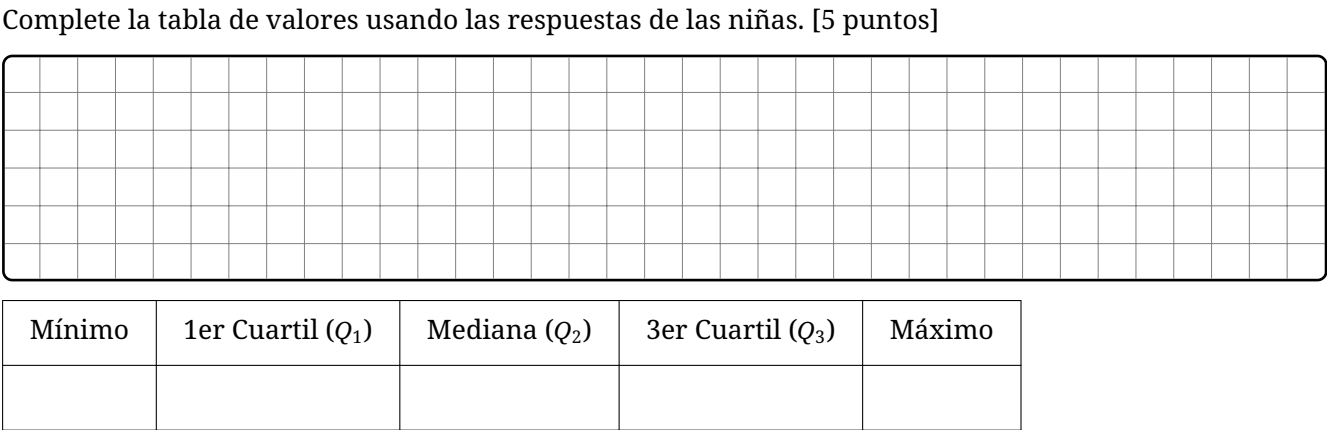 Complete la tabla de valores usando las respuestas de las niñas. [5 puntos]
Mínimo 1er Cuartil (Q₁) Mediana (Q₂) 3er Cuartil (Q₃) Máximo